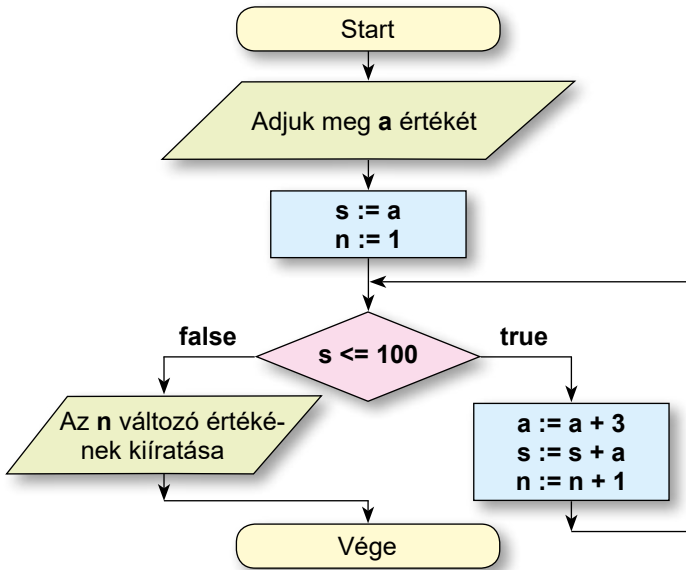 Start
Adjuk meg a értékét
s := a
n := 1
false
s <= 100
true
Az n változó értéké-
nek kiíratása
a := a + 3
s := s + a
n := n + 1
Vége